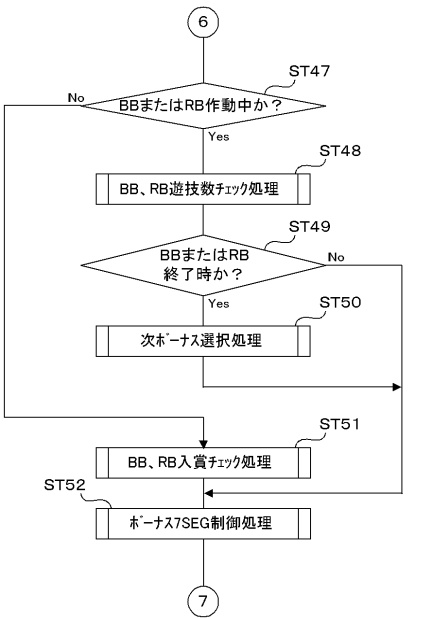 6
ST47
BBまたはRB作動中か？
No
Yes
ST48
BB、RB遊技数ﾁｪｯｸ処理
ST49
BBまたはRB
終了時か？
No
Yes
ST50
次ﾎﾞｰﾅｽ選択処理
ST51
BB、RB入賞ﾁｪｯｸ処理
ST52
ﾎﾞｰﾅｽ7SEG制御処理
7